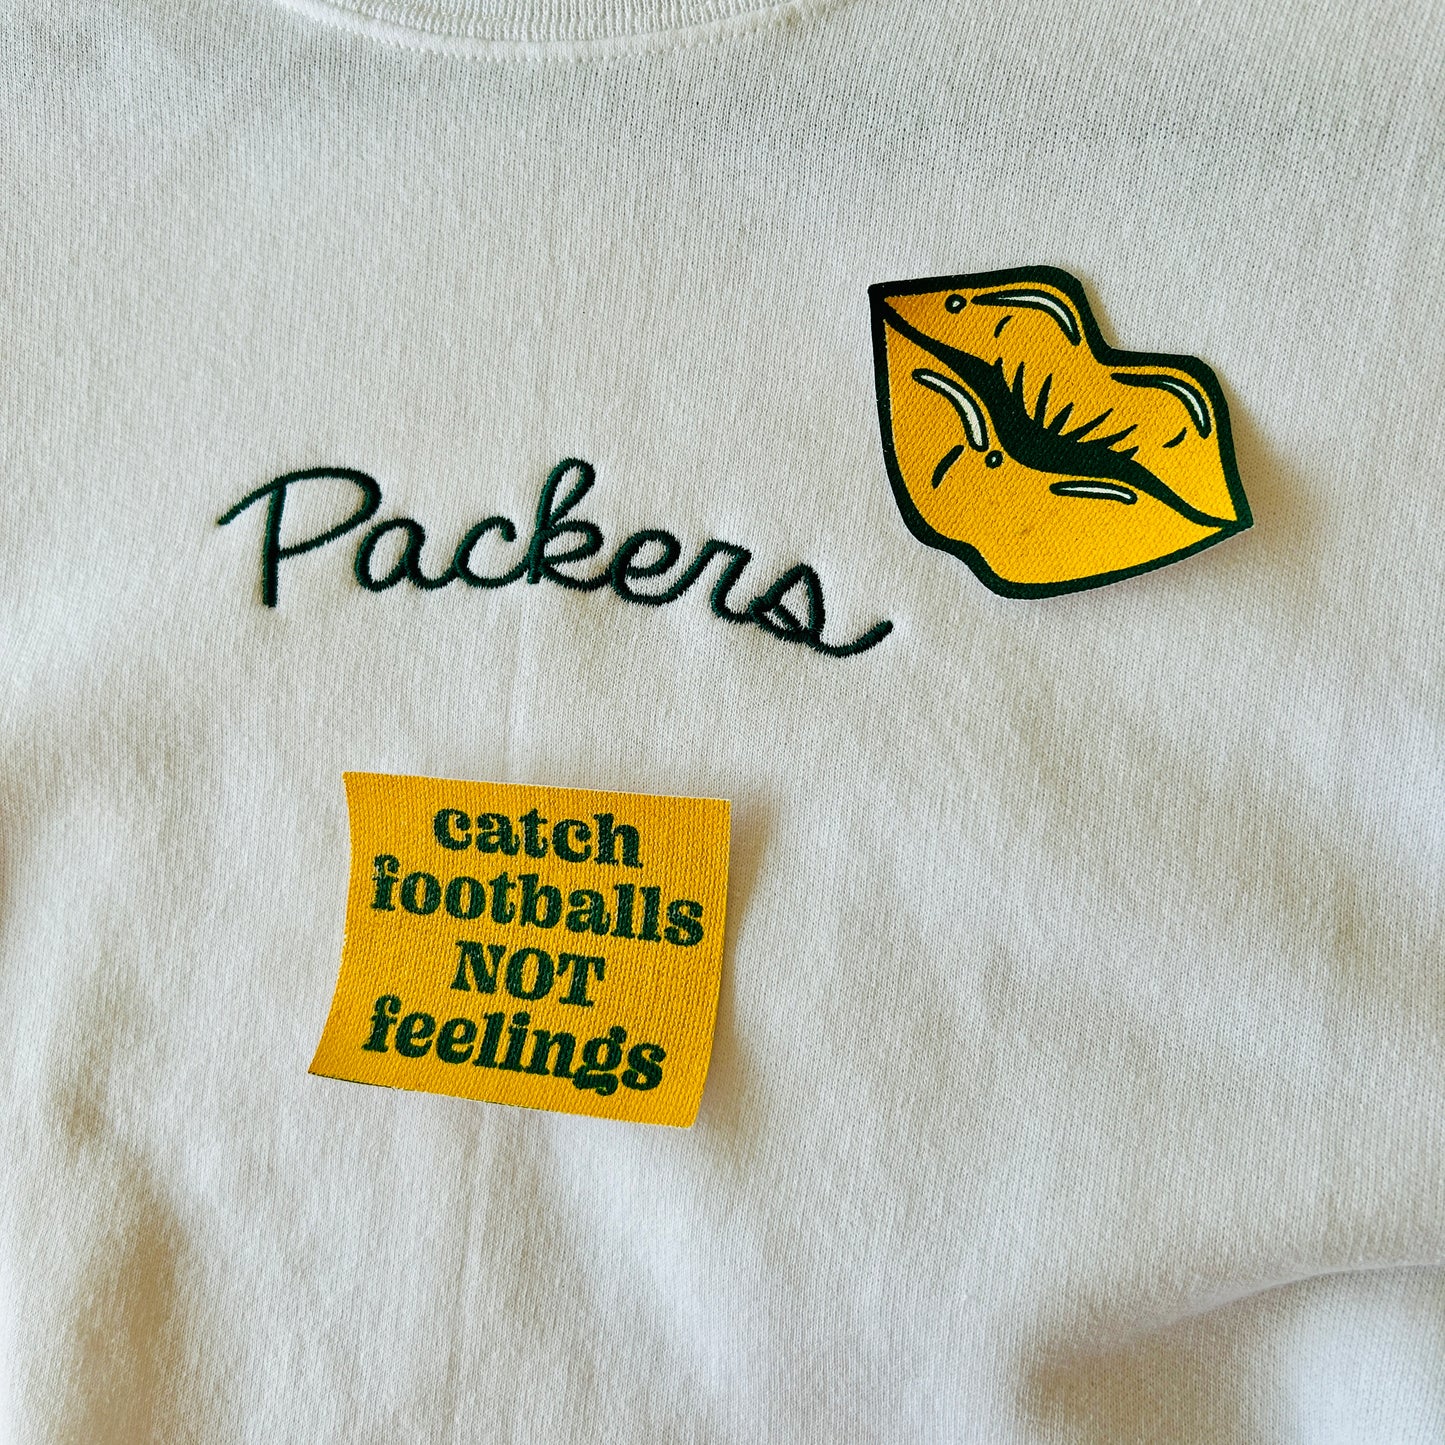 Packers
catch
footballs
NOT
feelings